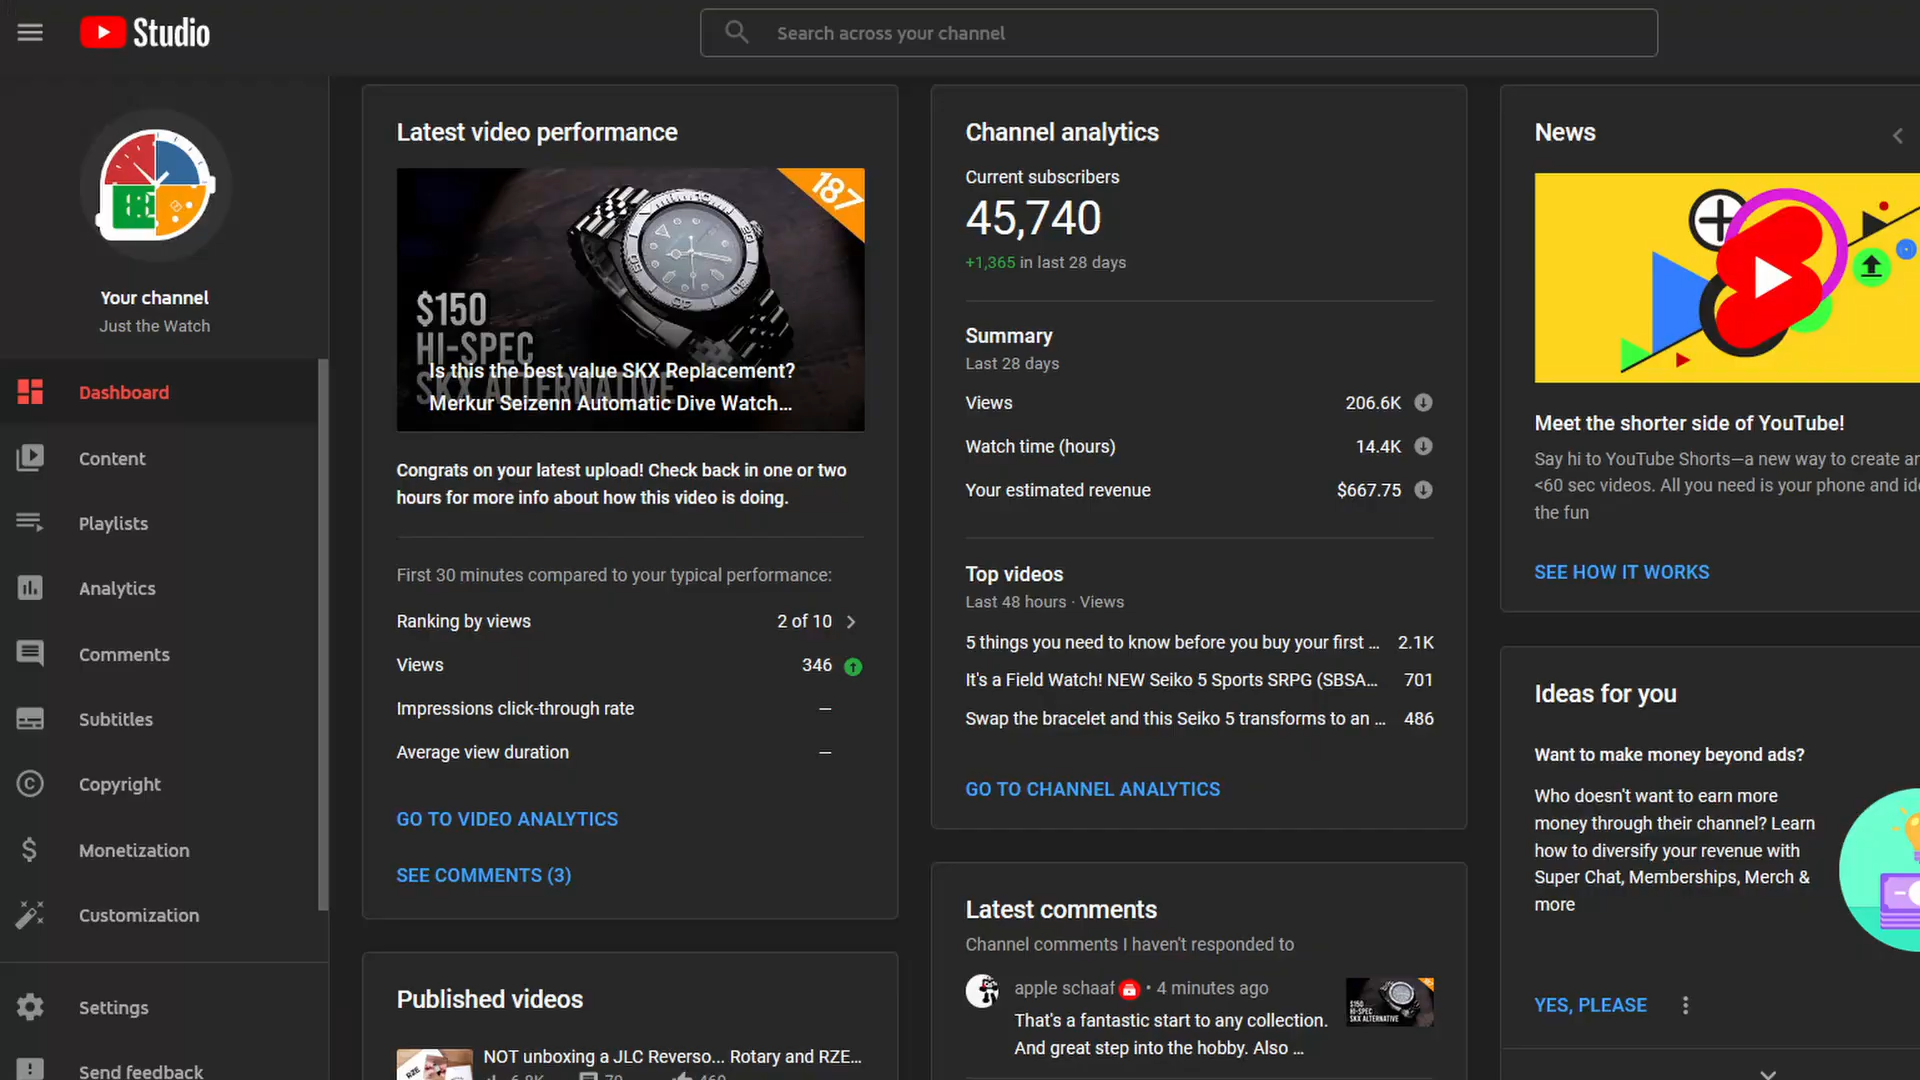 Studio
Search across your channel
Your channel
Just the Watch
Dashboard
Content
Playlists
Analytics
Comments
Subtitles
Copyright
Monetization
Customization
Settings
Send feedback
Latest video performance
187
$150
HI-SPEC
SKX ALTERNATIVE
Is this the best value SKX Replacement?
Merkur Seizenn Automatic Dive Watch...
Congrats on your latest upload! Check back in one or two
hours for more info about how this video is doing.
First 30 minutes compared to your typical performance:
Ranking by views 2 of 10
Views 346
Impressions click-through rate —
Average view duration —
GO TO VIDEO ANALYTICS
SEE COMMENTS (3)
Published videos
RZE
NOT unboxing a JLC Reverso... Rotary and RZE...
6.8K 79 460
Channel analytics
Current subscribers
45,740
+1,365 in last 28 days
Summary
Last 28 days
Views 206.6K
Watch time (hours) 14.4K
Your estimated revenue $667.75
Top videos
Last 48 hours · Views
5 things you need to know before you buy your first ... 2.1K
It's a Field Watch! NEW Seiko 5 Sports SRPG (SBSA... 701
Swap the bracelet and this Seiko 5 transforms to an ... 486
GO TO CHANNEL ANALYTICS
Latest comments
Channel comments I haven't responded to
apple schaaf • 4 minutes ago
That's a fantastic start to any collection.
And great step into the hobby. Also ...
$150
HI-SPEC
SKX ALTERNATIVE
News
Meet the shorter side of YouTube!
Say hi to YouTube Shorts—a new way to create
<60 sec videos. All you need is your phone and
the fun
SEE HOW IT WORKS
Ideas for you
Want to make money beyond ads?
Who doesn't want to earn more
money through their channel? Learn
how to diversify your revenue with
Super Chat, Memberships, Merch &
more
YES, PLEASE